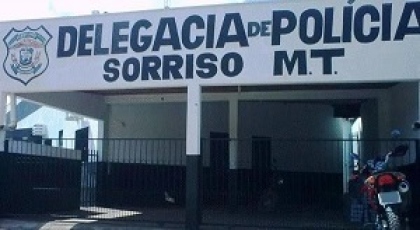 DELEGACIA DE POLÍCIA
SORRISO M.T.